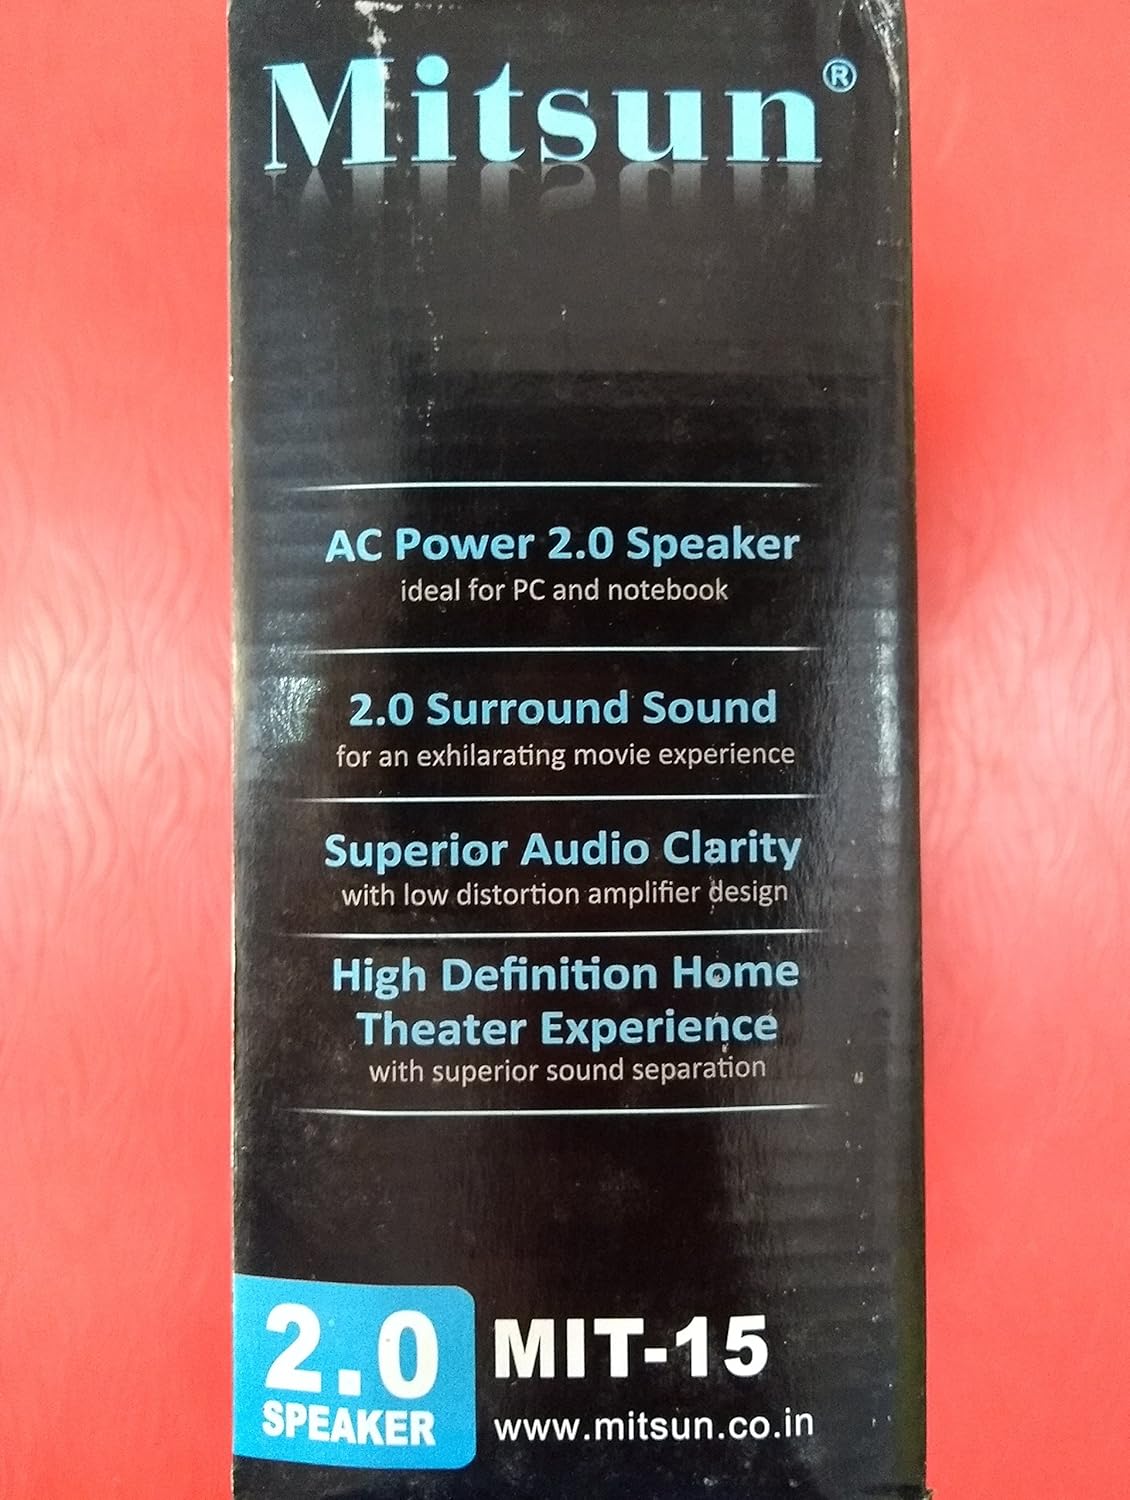 Mitsun®
AC Power 2.0 Speaker
ideal for PC and notebook
2.0 Surround Sound
for an exhilarating movie experience
Superior Audio Clarity
with low distortion amplifier design
High Definition Home
Theater Experience
with superior sound separation
2.0
SPEAKER
MIT-15
www.mitsun.co.in